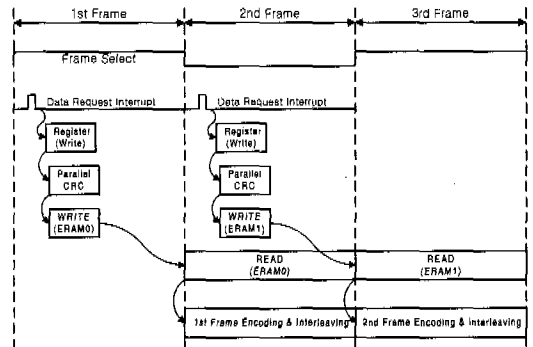 1st Frame
2nd Frame
3rd Frame
Frame Select
Data Request Interrupt
Data Request Interrupt
Register
(Write)
Register
(Write)
Parallel
CRC
Parallel
CRC
WRITE
(ERAM0)
WRITE
(ERAM1)
READ
(ERAM0)
READ
(ERAM1)
1st Frame Encoding & Interleaving
2nd Frame Encoding & Interleaving